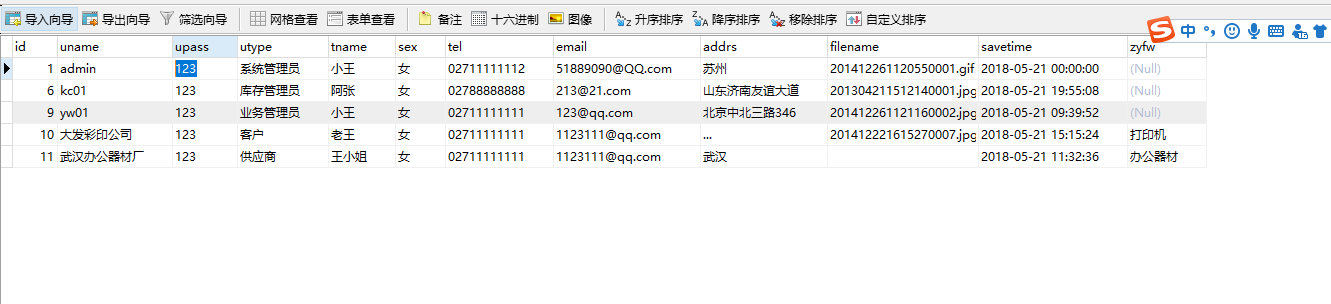 导入向导 导出向导 筛选向导 网格查看 表单查看 备注 十六进制 图像 升序排序 降序排序 移除排序 自定义排序
S 中
id uname upass utype tname sex tel email addrs filename savetime zyfw
1 admin 123 系统管理员 小王 女 02711111112 51889090@QQ.com 苏州 201412261120550001.gif 2018-05-21 00:00:00 (Null)
6 kc01 123 库存管理员 阿张 女 02788888888 213@21.com 山东济南友谊大道 201304211512140001.jpg 2018-05-21 19:55:08 (Null)
9 yw01 123 业务管理员 小王 女 02711111111 123@qq.com 北京中北三路346 201412261121160002.jpg 2018-05-21 09:39:52 (Null)
10 大发彩印公司 123 客户 老王 女 02711111111 1123111@qq.com ... 201412221615270007.jpg 2018-05-21 15:15:24 打印机
11 武汉办公器材厂 123 供应商 王小姐 女 02711111111 1123111@qq.com 武汉 2018-05-21 11:32:36 办公器材